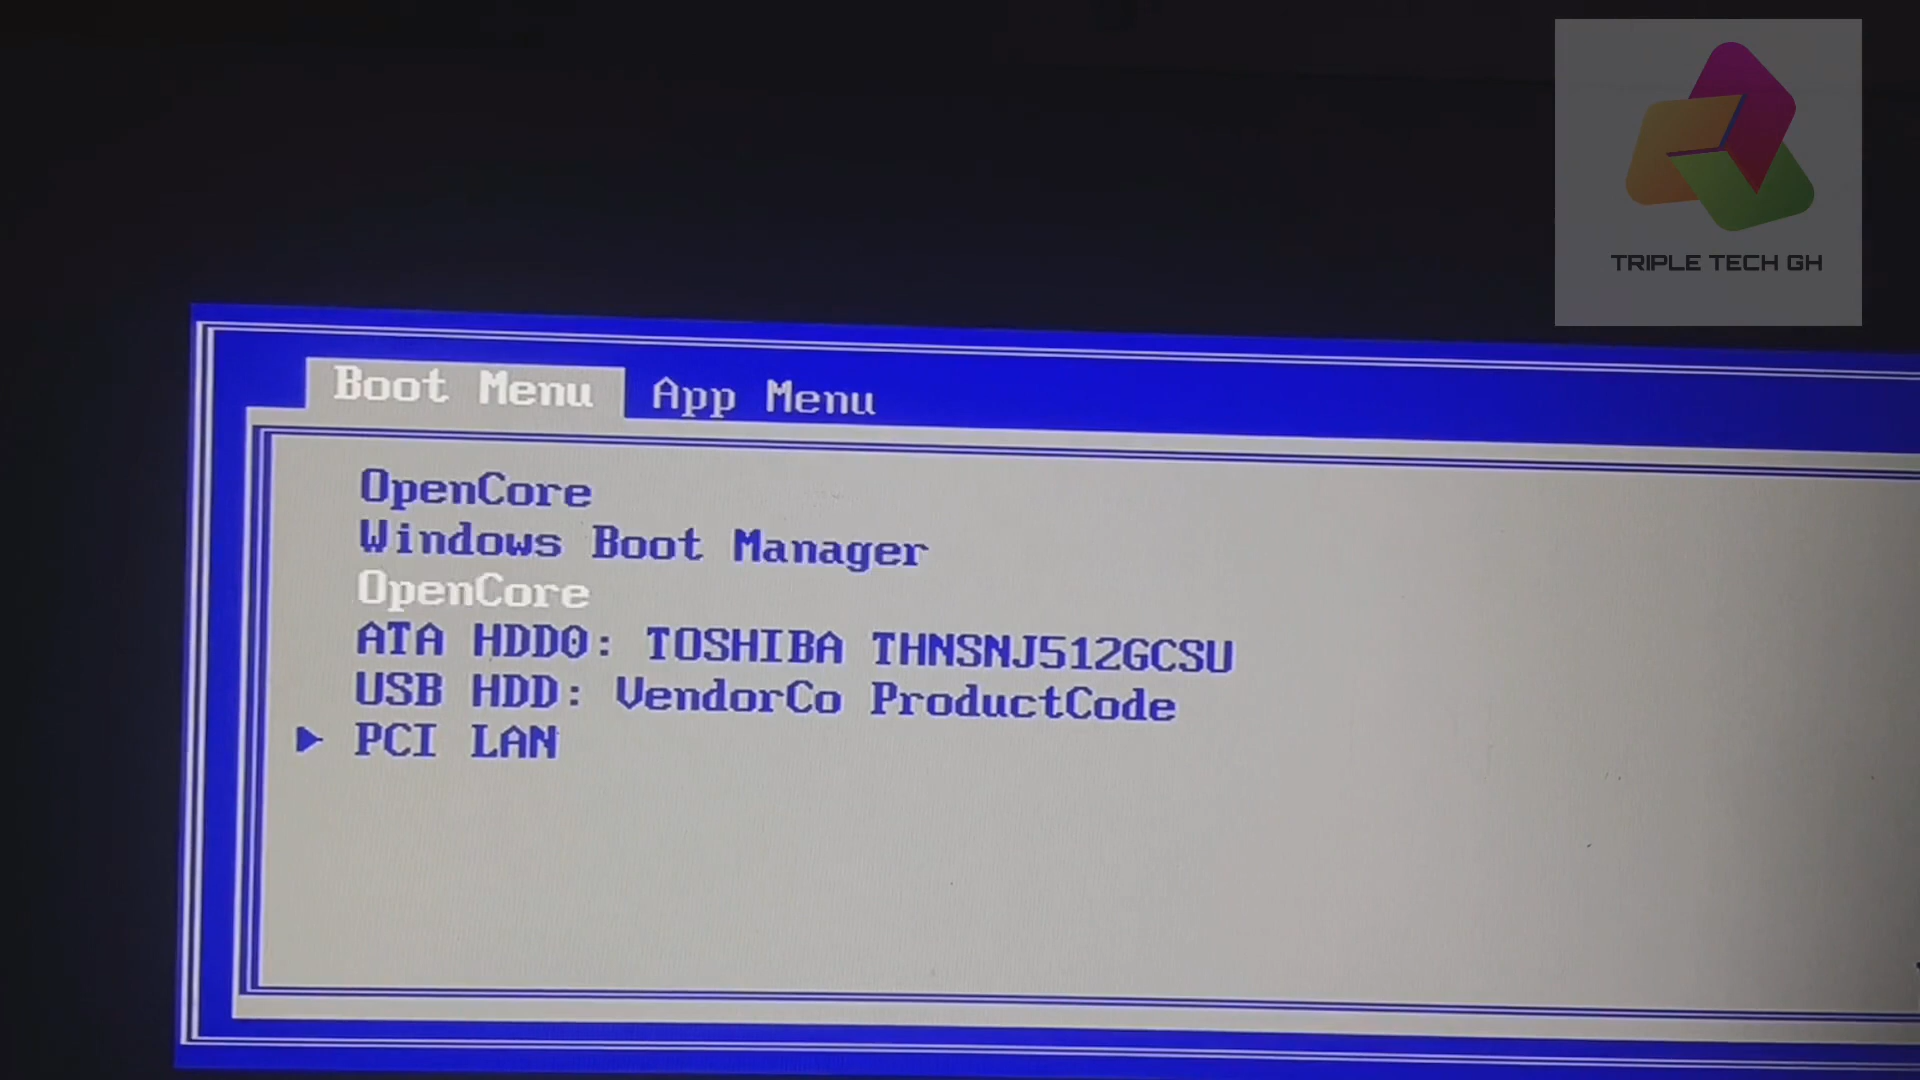 TRIPLE TECH GH
Boot Menu App Menu
OpenCore
Windows Boot Manager
OpenCore
ATA HDD0: TOSHIBA THNSNJ512GCSU
USB HDD: VendorCo ProductCode
PCI LAN